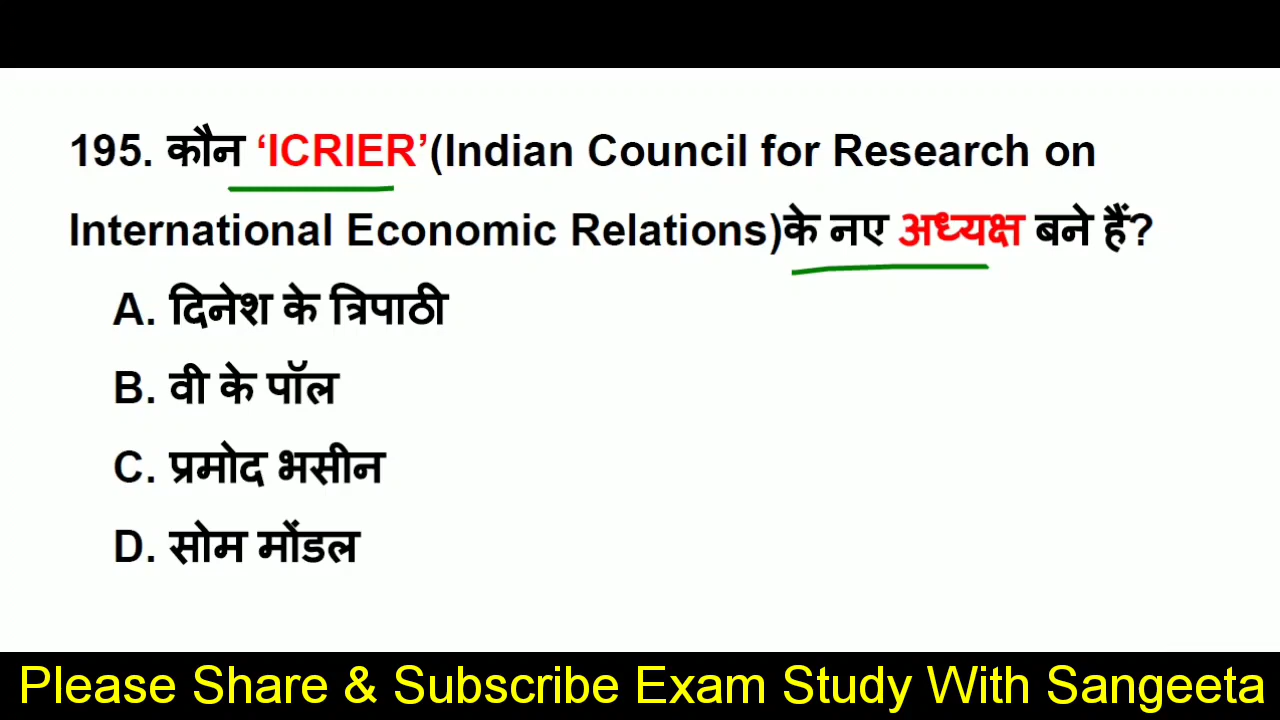 195. कौन ‘ICRIER’(Indian Council for Research on
International Economic Relations)के नए अध्यक्ष बने हैं?
A. दिनेश के त्रिपाठी
B. वी के पॉल
C. प्रमोद भसीन
D. सोम मोंडल
Please Share & Subscribe Exam Study With Sangeeta